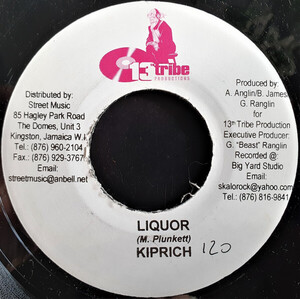 13 tribe
PRODUCTIONS
Distributed by:
Street Music
85 Hagley Park Road
The Domes, Unit 3
Kingston, Jamaica W.I.
Tel: (876) 960-2104
Fax.: (876) 929-3767
Email:
streetmusic@anbell.net
Produced by:
A. Anglin/B. James,
G. Ranglin
for
13th Tribe Production
Executive Producer:
G. "Beast" Ranglin
Recorded @
Big Yard Studio
Email:
skalorock@yahoo.com
Tel: (876) 816-9841
LIQUOR
(M. Plunkett)
KIPRICH 120